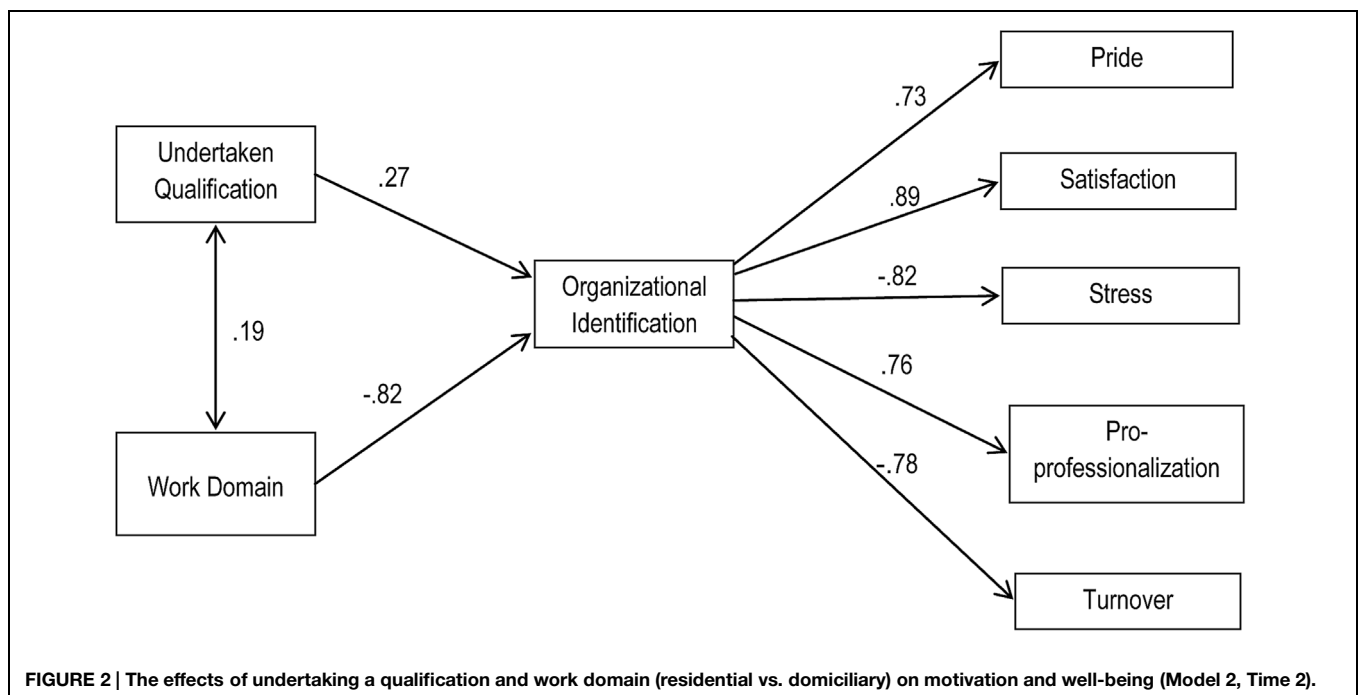 Pride
.73
Undertaken
Qualification
.27
Satisfaction
.89
Organizational
Identification
-.82
Stress
.19
.76
-.82
Pro-
professionalization
Work Domain
-.78
Turnover
FIGURE 2 | The effects of undertaking a qualification and work domain (residential vs. domiciliary) on motivation and well-being (Model 2, Time 2).